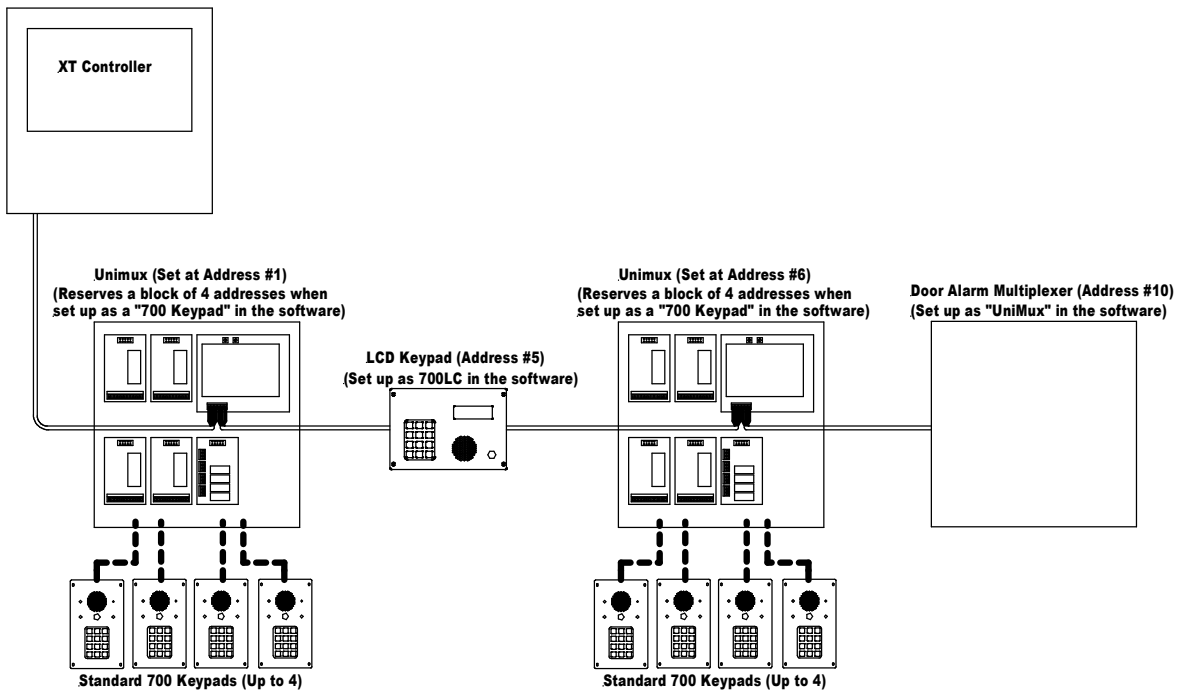 XT Controller
Unimux (Set at Address #1)
(Reserves a block of 4 addresses when
set up as a "700 Keypad" in the software)
LCD Keypad (Address #5)
(Set up as 700LC in the software)
Unimux (Set at Address #6)
(Reserves a block of 4 addresses when
set up as a "700 Keypad" in the software)
Door Alarm Multiplexer (Address #10)
(Set up as "UniMux" in the software)
Standard 700 Keypads (Up to 4)
Standard 700 Keypads (Up to 4)